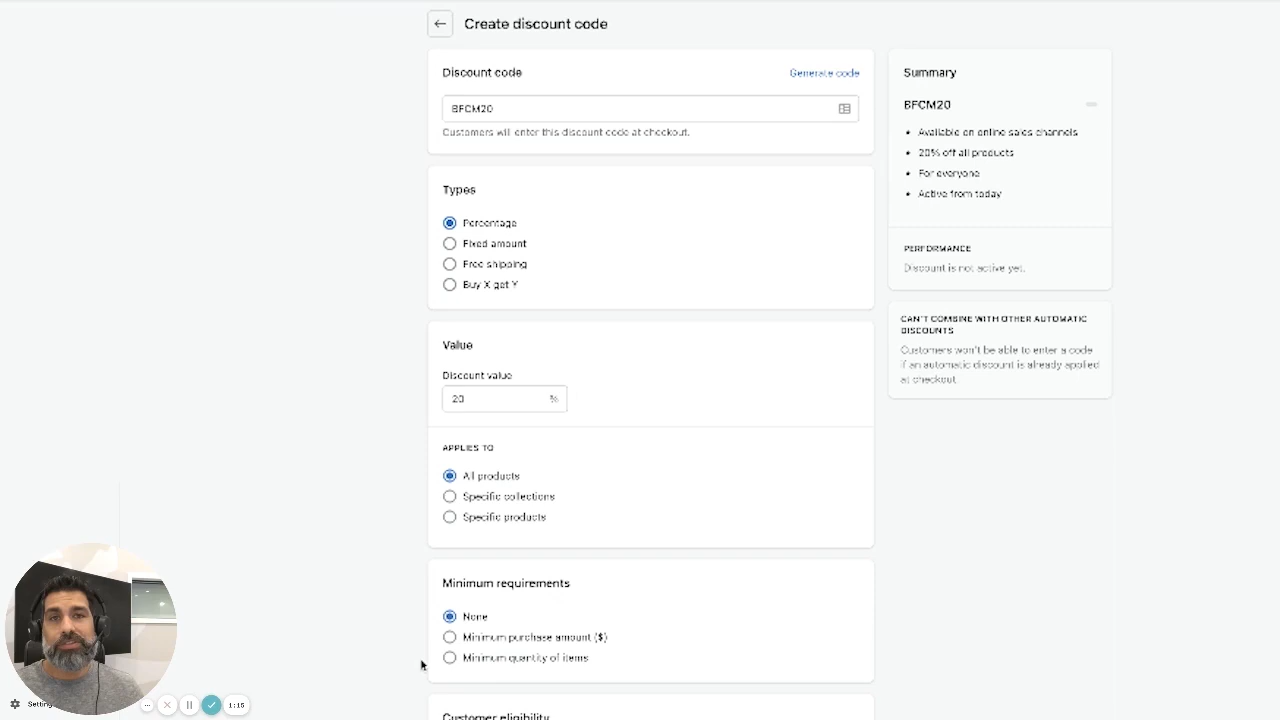 Create discount code
Discount code
Generate code
BFCM20
Customers will enter this discount code at checkout.
Types
Percentage
Fixed amount
Free shipping
Buy X get Y
Value
Discount value
20 %
APPLIES TO
All products
Specific collections
Specific products
Minimum requirements
None
Minimum purchase amount ($)
Minimum quantity of items
Customer eligibility
Summary
BFCM20
• Available on online sales channels
• 20% off all products
• For everyone
• Active from today
PERFORMANCE
Discount is not active yet.
CAN'T COMBINE WITH OTHER AUTOMATIC
DISCOUNTS
Customers won't be able to enter a code
if an automatic discount is already applied
at checkout.
1:15